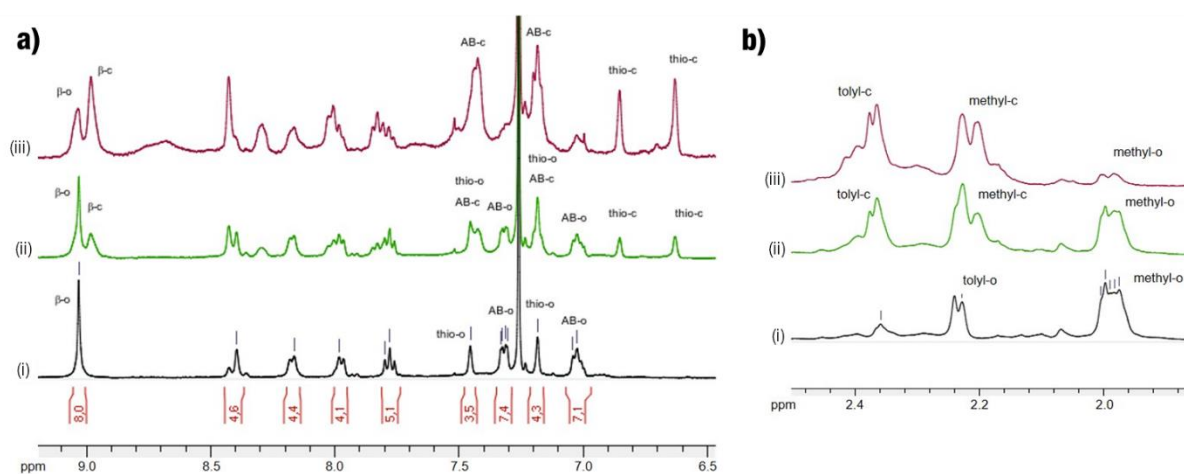 a)
β-o
β-c
AB-c
AB-c
thio-c
thio-c
(iii)
β-o
β-c
thio-o
AB-c
AB-o
thio-o
AB-c
AB-o
thio-c
thio-c
(ii)
β-o
thio-o
AB-o
thio-o
AB-o
(i)
8,0
4,6
4,4
4,1
5,1
3,5
7,4
4,3
7,1
ppm 9.0 8.5 8.0 7.5 7.0 6.5
b)
tolyl-c
methyl-c
methyl-o
(iii)
tolyl-c
methyl-c
methyl-o
(ii)
tolyl-o
methyl-o
(i)
ppm 2.4 2.2 2.0